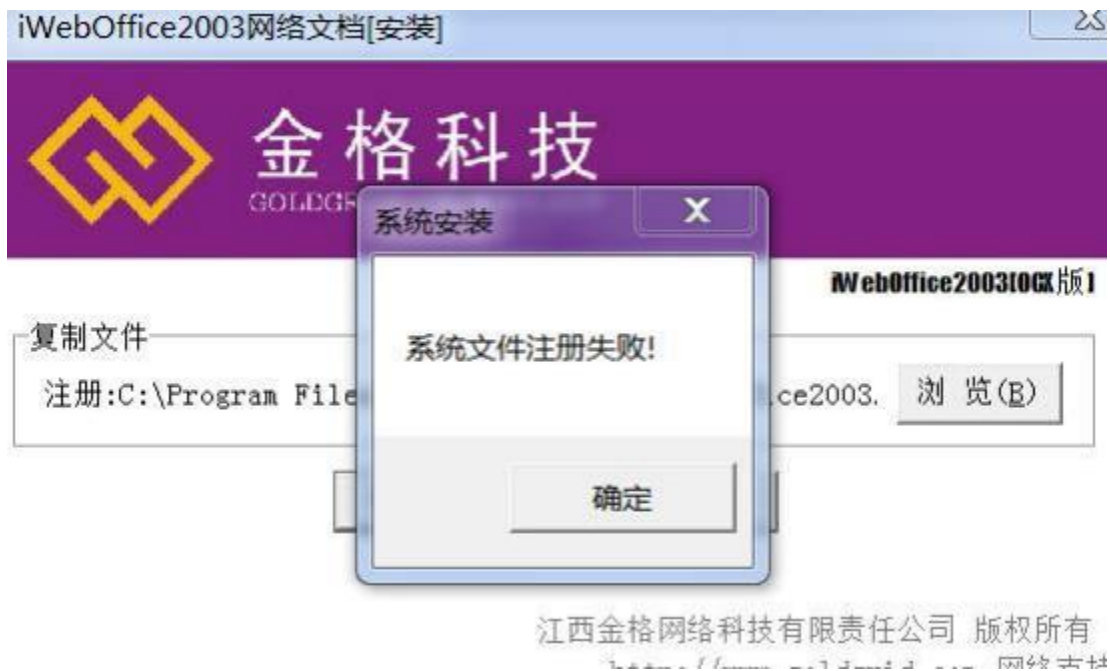 iWebOffice2003网络文档[安装]
金格科技
系统安装
iWebOffice2003[OCX版]
复制文件
系统文件注册失败!
注册:C:\Program File
ce2003.
浏 览(B)
确定
江西金格网络科技有限责任公司 版权所有